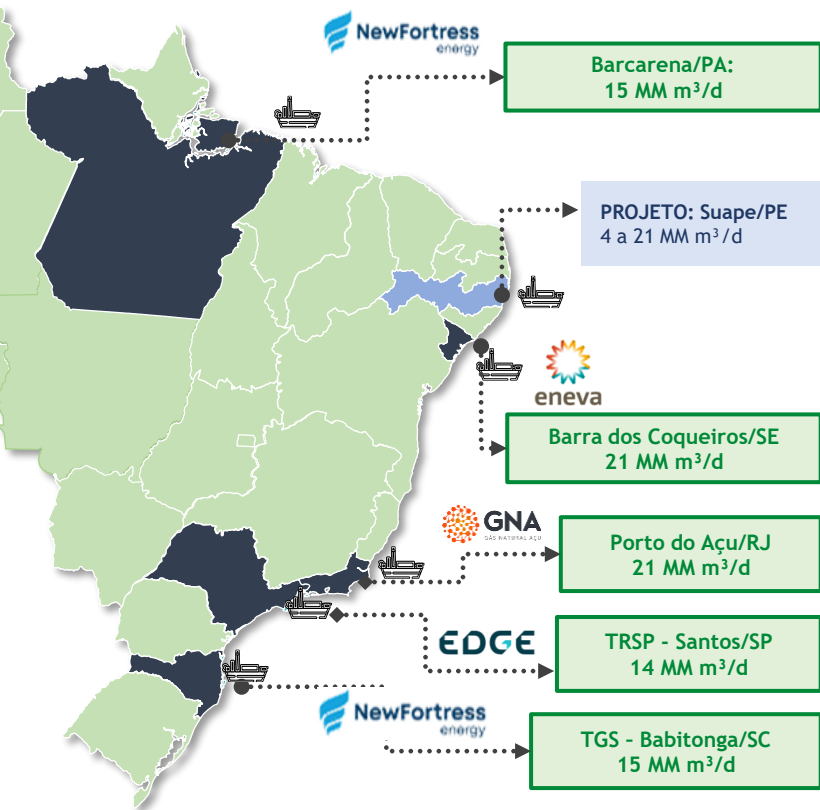 NewFortress
energy
Barcarena/PA:
15 MM m³/d
PROJETO: Suape/PE
4 a 21 MM m³/d
eneva
Barra dos Coqueiros/SE
21 MM m³/d
GNA
GÁS NATURAL AÇU
Porto do Açu/RJ
21 MM m³/d
EDGE
TRSP - Santos/SP
14 MM m³/d
NewFortress
energy
TGS - Babitonga/SC
15 MM m³/d